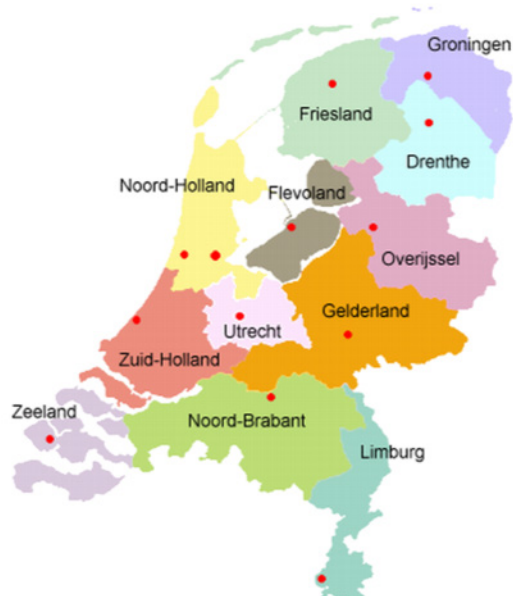 Groningen
Friesland
Drenthe
Noord-Holland
Flevoland
Overijssel
Gelderland
Utrecht
Zuid-Holland
Zeeland
Noord-Brabant
Limburg